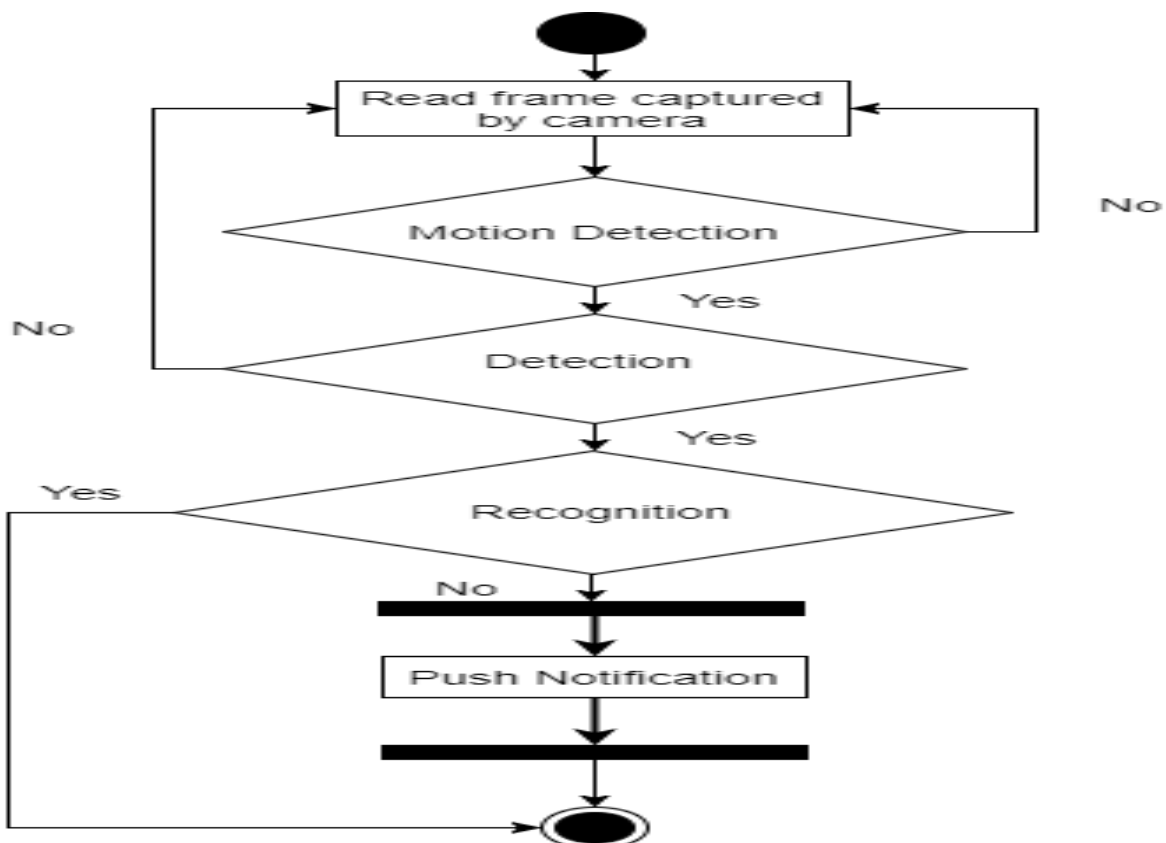 Read frame captured
by camera
No
Motion Detection
Yes
No
Detection
Yes
Yes
Recognition
No
Push Notification